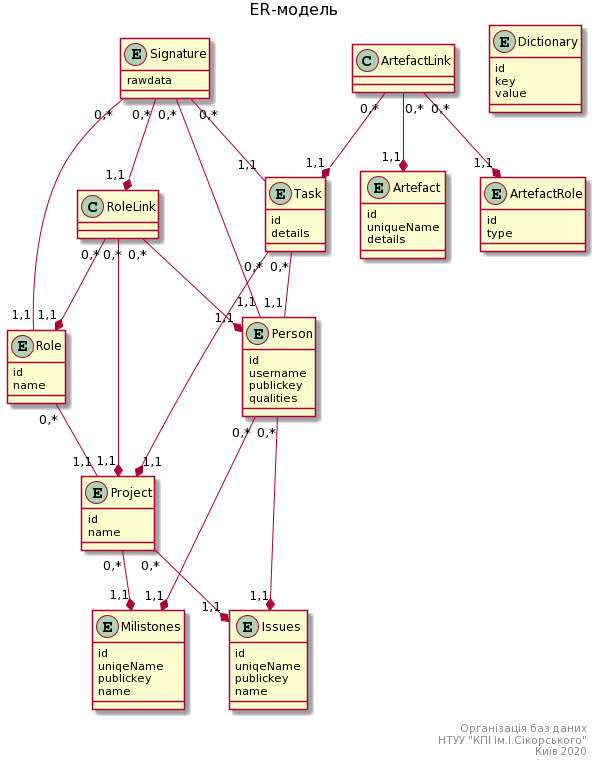 ER-модель
E Signature
rawdata
C ArtefactLink
E Dictionary
id
key
value
0,*
0,*
0,*
0,*
0,*
0,*
0,*
1,1
1,1
1,1
1,1
1,1
C RoleLink
E Task
id
details
E Artefact
id
uniqueName
details
E ArtefactRole
id
type
0,*
0,*
0,*
0,*
0,*
1,1
1,1
1,1
1,1
1,1
E Role
id
name
E Person
id
username
publickey
qualities
0,*
0,*
0,*
1,1
1,1
1,1
E Project
id
name
0,*
0,*
1,1
1,1
1,1
1,1
E Milistones
id
uniqeName
publickey
name
E Issues
id
uniqeName
publickey
name
Організація баз даних
НТУУ "КПІ ім.І.Сікорського"
Київ 2020